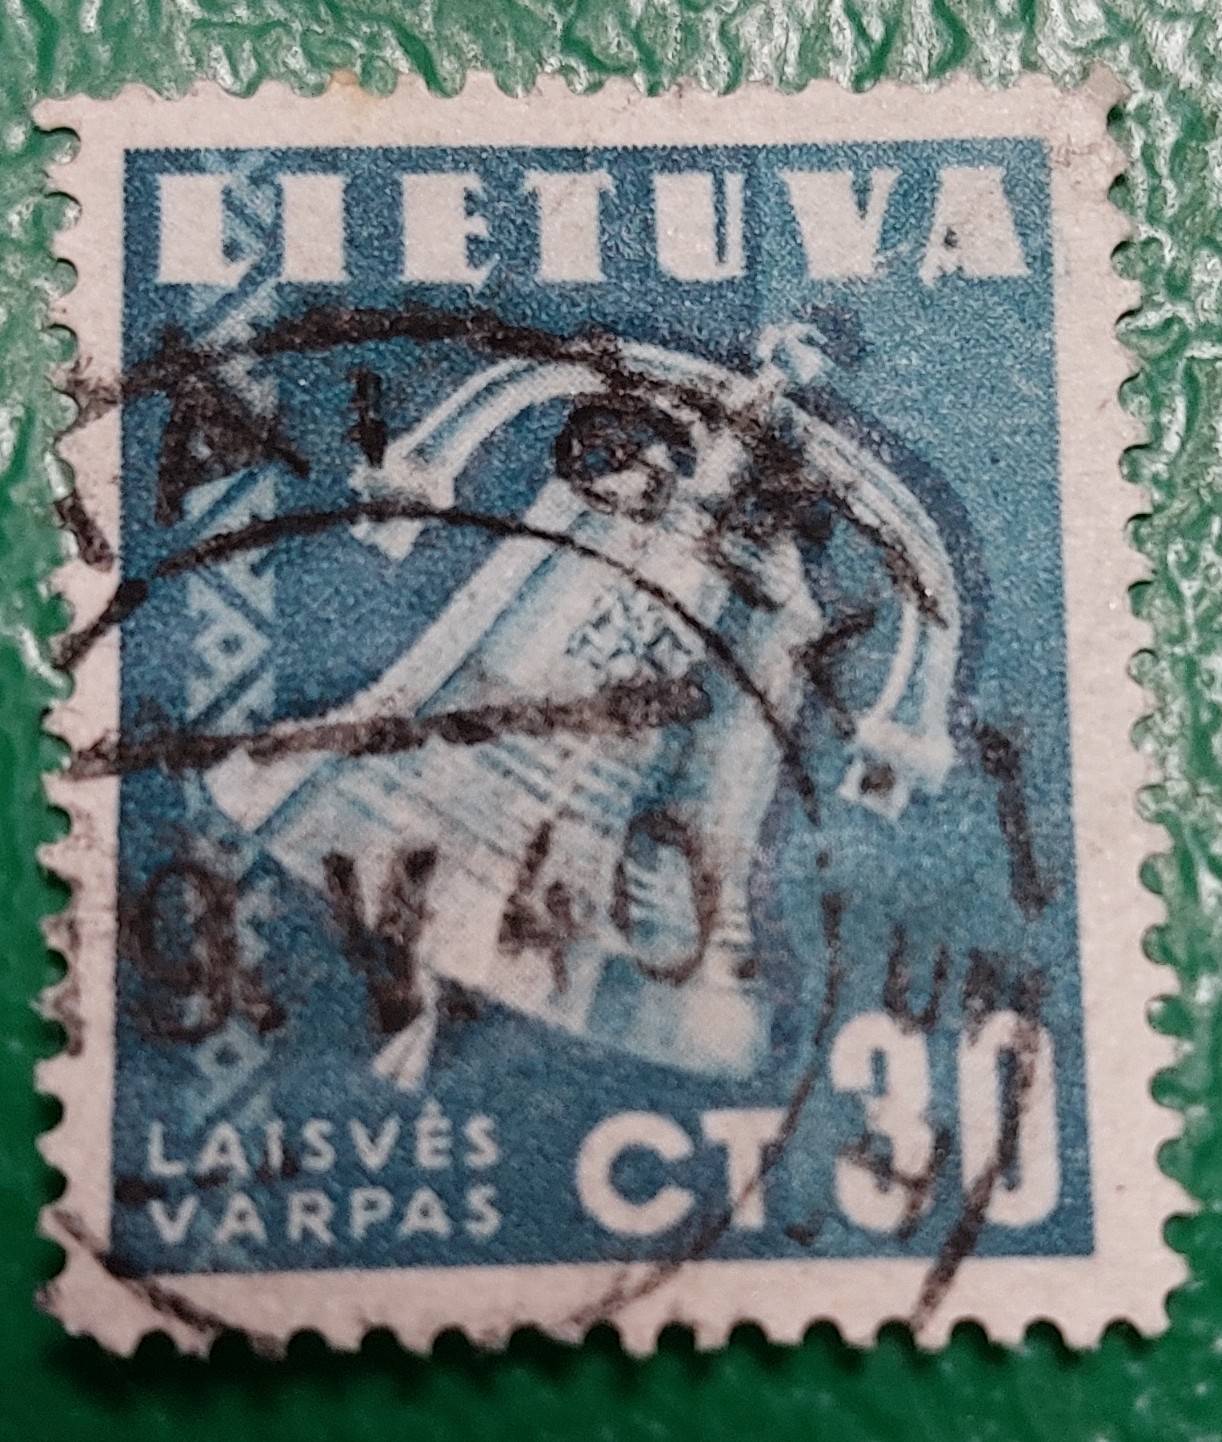 LIETUVA
9. V. 40.
LAISVĖS
VARPAS
CT 30